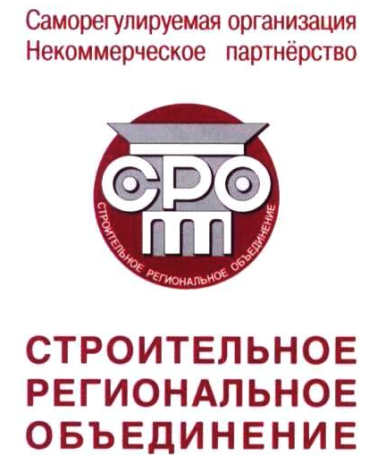 Саморегулируемая организация
Некоммерческое партнёрство
СРО
СТРОИТЕЛЬНОЕ РЕГИОНАЛЬНОЕ ОБЪЕДИНЕНИЕ
СТРОИТЕЛЬНОЕ
РЕГИОНАЛЬНОЕ
ОБЪЕДИНЕНИЕ